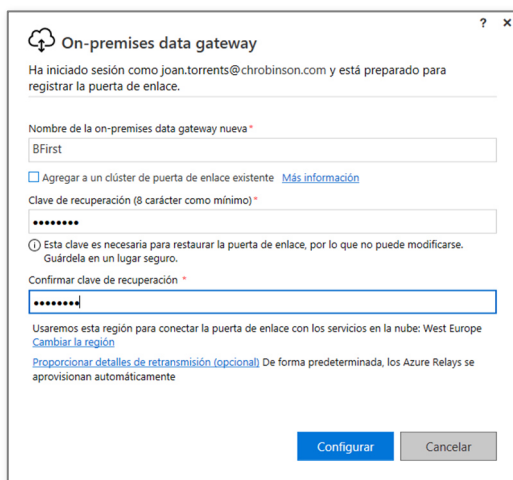 ? ×
On-premises data gateway
Ha iniciado sesión como joan.torrents@chrobinson.com y está preparado para
registrar la puerta de enlace.
Nombre de la on-premises data gateway nueva *
BFirst
Agregar a un clúster de puerta de enlace existente Más información
Clave de recuperación (8 carácter como mínimo) *
••••••••
Esta clave es necesaria para restaurar la puerta de enlace, por lo que no puede modificarse.
Guárdela en un lugar seguro.
Confirmar clave de recuperación *
••••••••
Usaremos esta región para conectar la puerta de enlace con los servicios en la nube: West Europe
Cambiar la región
Proporcionar detalles de retransmisión (opcional) De forma predeterminada, los Azure Relays se
aprovisionan automáticamente
Configurar Cancelar